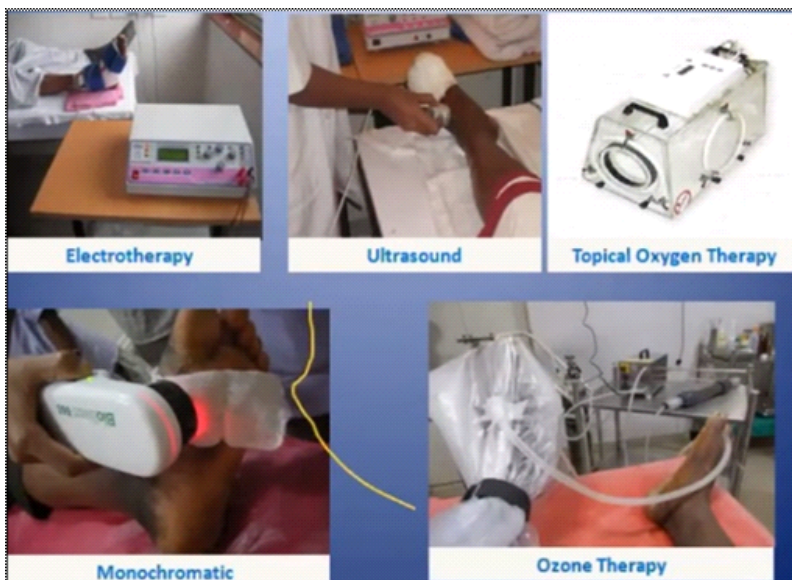 Electrotherapy
Ultrasound
Topical Oxygen Therapy
Monochromatic
Ozone Therapy